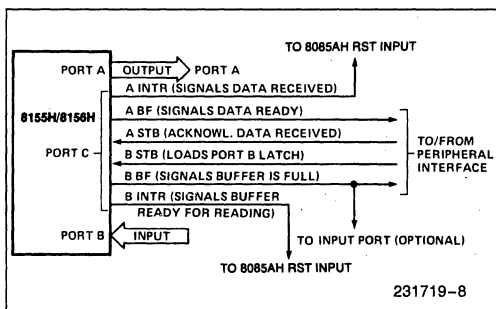 TO 8085AH RST INPUT
PORT A OUTPUT PORT A
A INTR (SIGNALS DATA RECEIVED)
8155H/8156H
A BF (SIGNALS DATA READY)
A STB (ACKNOWL. DATA RECEIVED)
PORT C
B STB (LOADS PORT B LATCH)
TO/FROM
PERIPHERAL
INTERFACE
B BF (SIGNALS BUFFER IS FULL)
B INTR (SIGNALS BUFFER
READY FOR READING)
PORT B INPUT
TO INPUT PORT (OPTIONAL)
TO 8085AH RST INPUT
231719-8